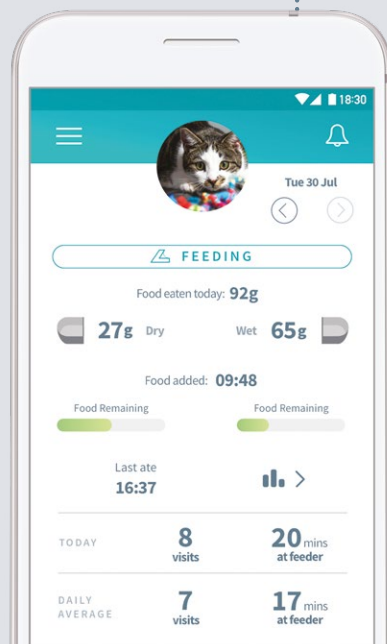 18:30
Tue 30 Jul
FEEDING
Food eaten today: 92g
27g Dry Wet 65g
Food added: 09:48
Food Remaining Food Remaining
Last ate
16:37
TODAY 8 visits 20 mins at feeder
DAILY AVERAGE 7 visits 17 mins at feeder